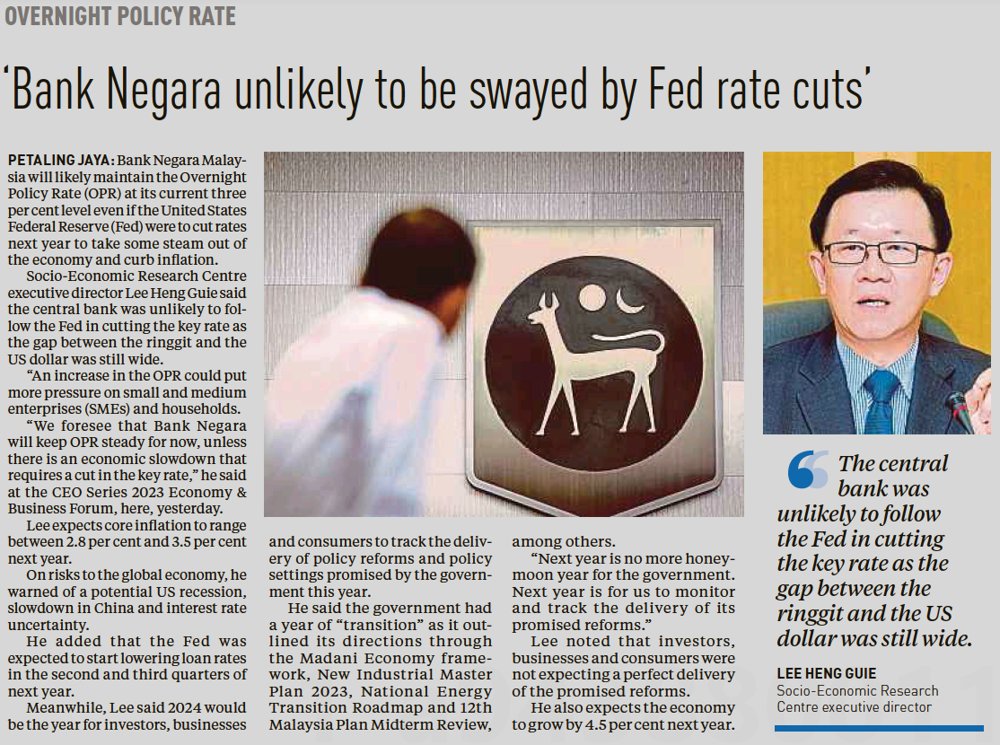 OVERNIGHT POLICY RATE
'Bank Negara unlikely to be swayed by Fed rate cuts'
PETALING JAYA: Bank Negara Malay-
sia will likely maintain the Overnight
Policy Rate (OPR) at its current three
per cent level even if the United States
Federal Reserve (Fed) were to cut rates
next year to take some steam out of
the economy and curb inflation.
Socio-Economic Research Centre
executive director Lee Heng Guie said
the central bank was unlikely to fol-
low the Fed in cutting the key rate as
the gap between the ringgit and the
US dollar was still wide.
"An increase in the OPR could put
more pressure on small and medium
enterprises (SMEs) and households.
"We foresee that Bank Negara
will keep OPR steady for now, unless
there is an economic slowdown that
requires a cut in the key rate," he said
at the CEO Series 2023 Economy &
Business Forum, here, yesterday.
Lee expects core inflation to range
between 2.8 per cent and 3.5 per cent
next year.
On risks to the global economy, he
warned of a potential US recession,
slowdown in China and interest rate
uncertainty.
He added that the Fed was
expected to start lowering loan rates
in the second and third quarters of
next year.
Meanwhile, Lee said 2024 would
be the year for investors, businesses
and consumers to track the deliv-
ery of policy reforms and policy
settings promised by the govern-
ment this year.
He said the government had
a year of "transition" as it out-
lined its directions through
the Madani Economy frame-
work, New Industrial Master
Plan 2023, National Energy
Transition Roadmap and 12th
Malaysia Plan Midterm Review,
among others.
"Next year is no more honey-
moon year for the government.
Next year is for us to monitor
and track the delivery of its
promised reforms."
Lee noted that investors,
businesses and consumers were
not expecting a perfect delivery
of the promised reforms.
He also expects the economy
to grow by 4.5 per cent next year.
The central
bank was
unlikely to follow
the Fed in cutting
the key rate as the
gap between the
ringgit and the US
dollar was still wide.
LEE HENG GUIE
Socio-Economic Research
Centre executive director